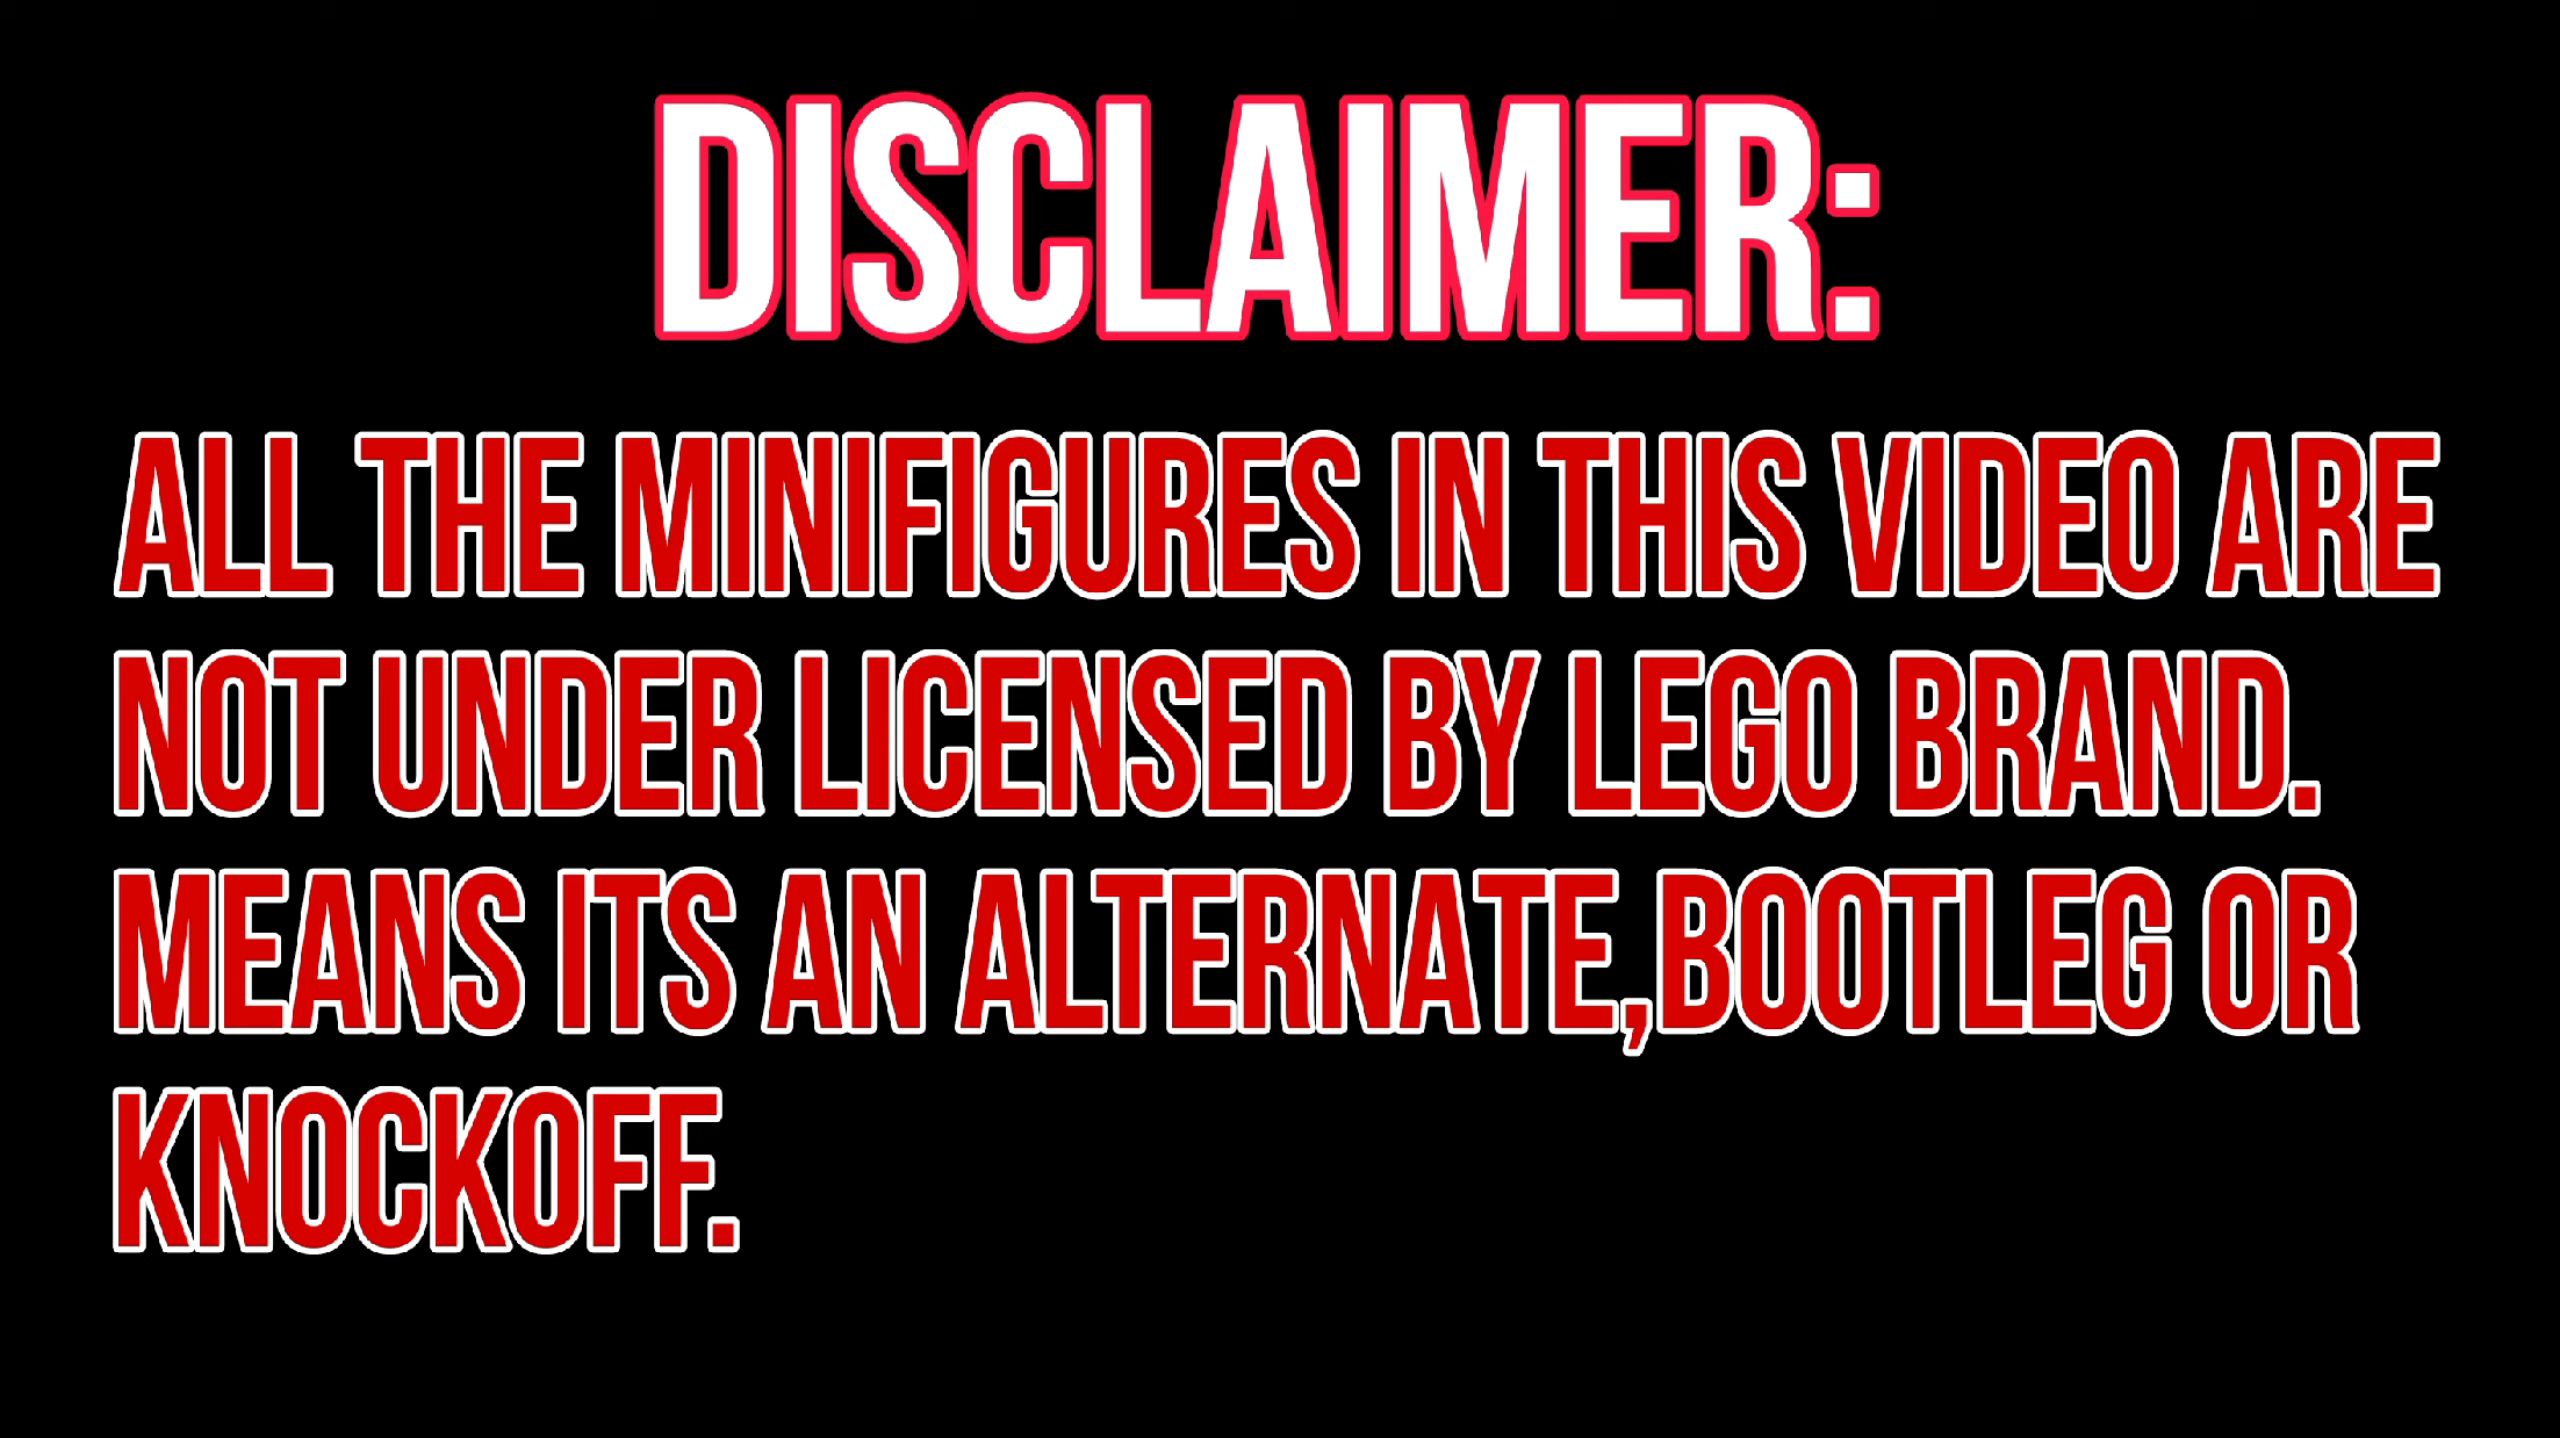 DISCLAIMER:
ALL THE MINIFIGURES IN THIS VIDEO ARE
NOT UNDER LICENSED BY LEGO BRAND.
MEANS ITS AN ALTERNATE,BOOTLEG OR
KNOCKOFF.